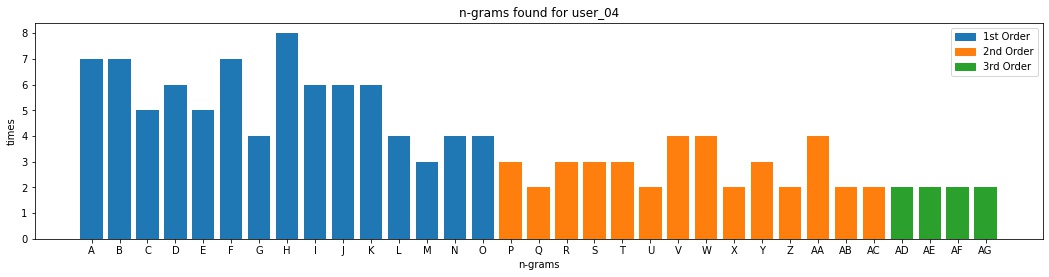 n-grams found for user_04
1st Order
2nd Order
3rd Order
8
7
6
5
4
3
2
1
0
times
A B C D E F G H I J K L M N O P Q R S T U V W X Y Z AA AB AC AD AE AF AG
n-grams